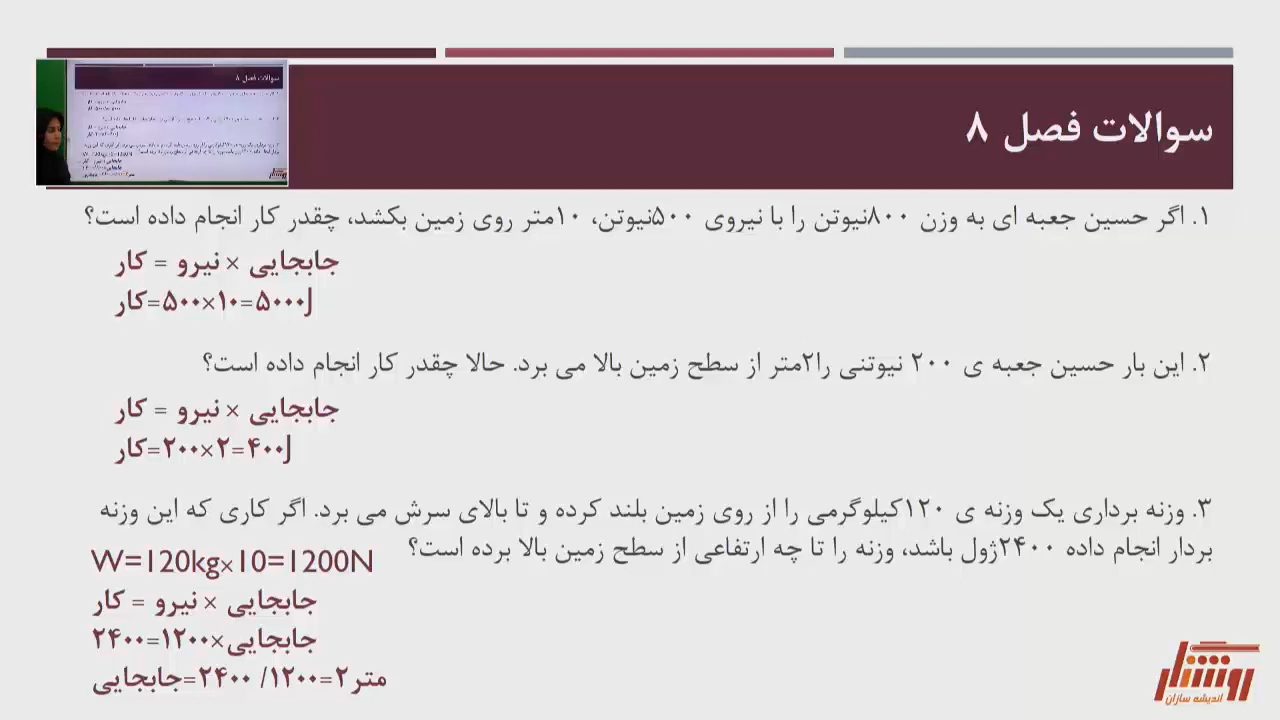 سوالات فصل ۸
۱. اگر حسین جعبه ای به وزن ۸۰۰نیوتن را با نیروی ۵۰۰نیوتن، ۱۰متر روی زمین بکشد، چقدر کار انجام داده است؟
جابجایی × نیرو = کار
کار=۵۰۰×۱۰=۵۰۰۰J
۲. این بار حسین جعبه ی ۲۰۰ نیوتنی را۲متر از سطح زمین بالا می برد. حالا چقدر کار انجام داده است؟
جابجایی × نیرو = کار
کار=۲۰۰×۲=۴۰۰J
۳. وزنه برداری یک وزنه ی ۱۲۰کیلوگرمی را از روی زمین بلند کرده و تا بالای سرش می برد. اگر کاری که این وزنه
بردار انجام داده ۲۴۰۰ژول باشد، وزنه را تا چه ارتفاعی از سطح زمین بالا برده است؟
W=120kg×10=1200N
جابجایی × نیرو = کار
۲۴۰۰=۱۲۰۰×جابجایی
جابجایی=۲۴۰۰ /۱۲۰۰=۲متر
روشنگر
اندیشه سازان